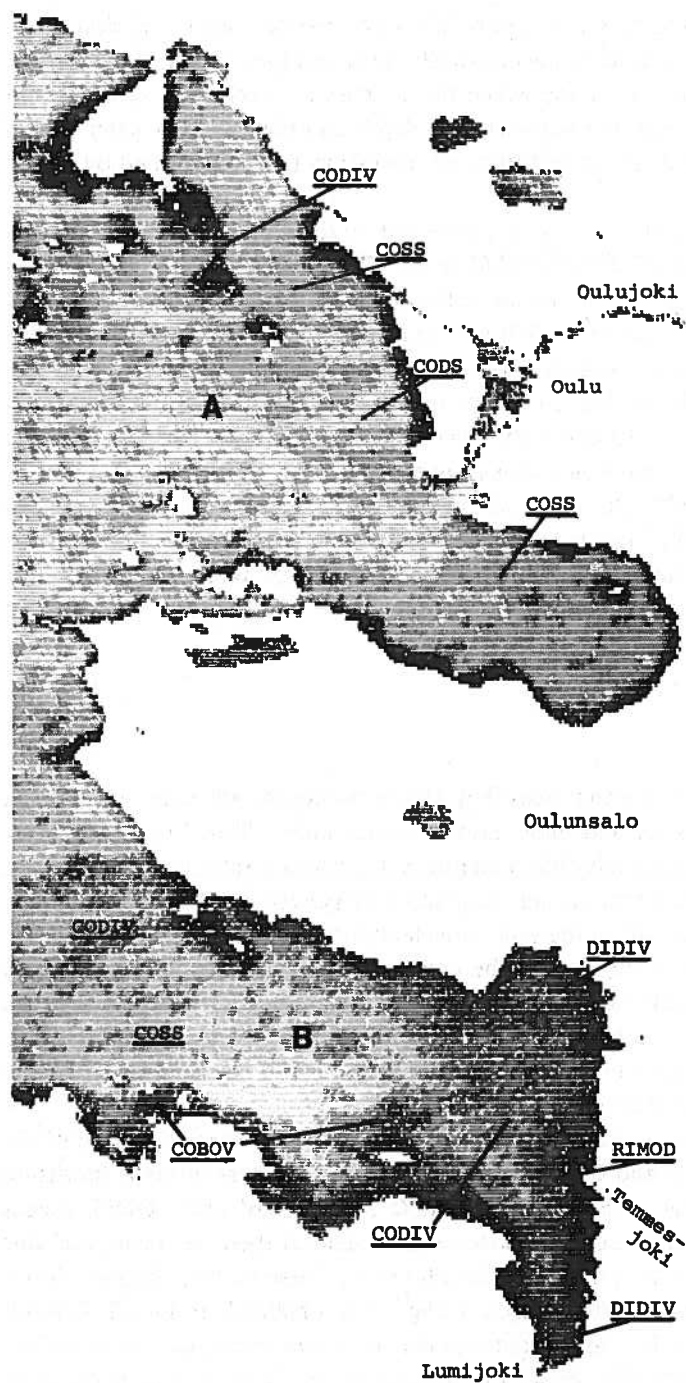 CODIV
COSS
Oulujoki
Oulu
A
CODS
COSS
Oulunsalo
CODIV
DIDIV
COSS
B
COBOV
RIMOD
Temmes-
joki
CODIV
DIDIV
Lumijoki